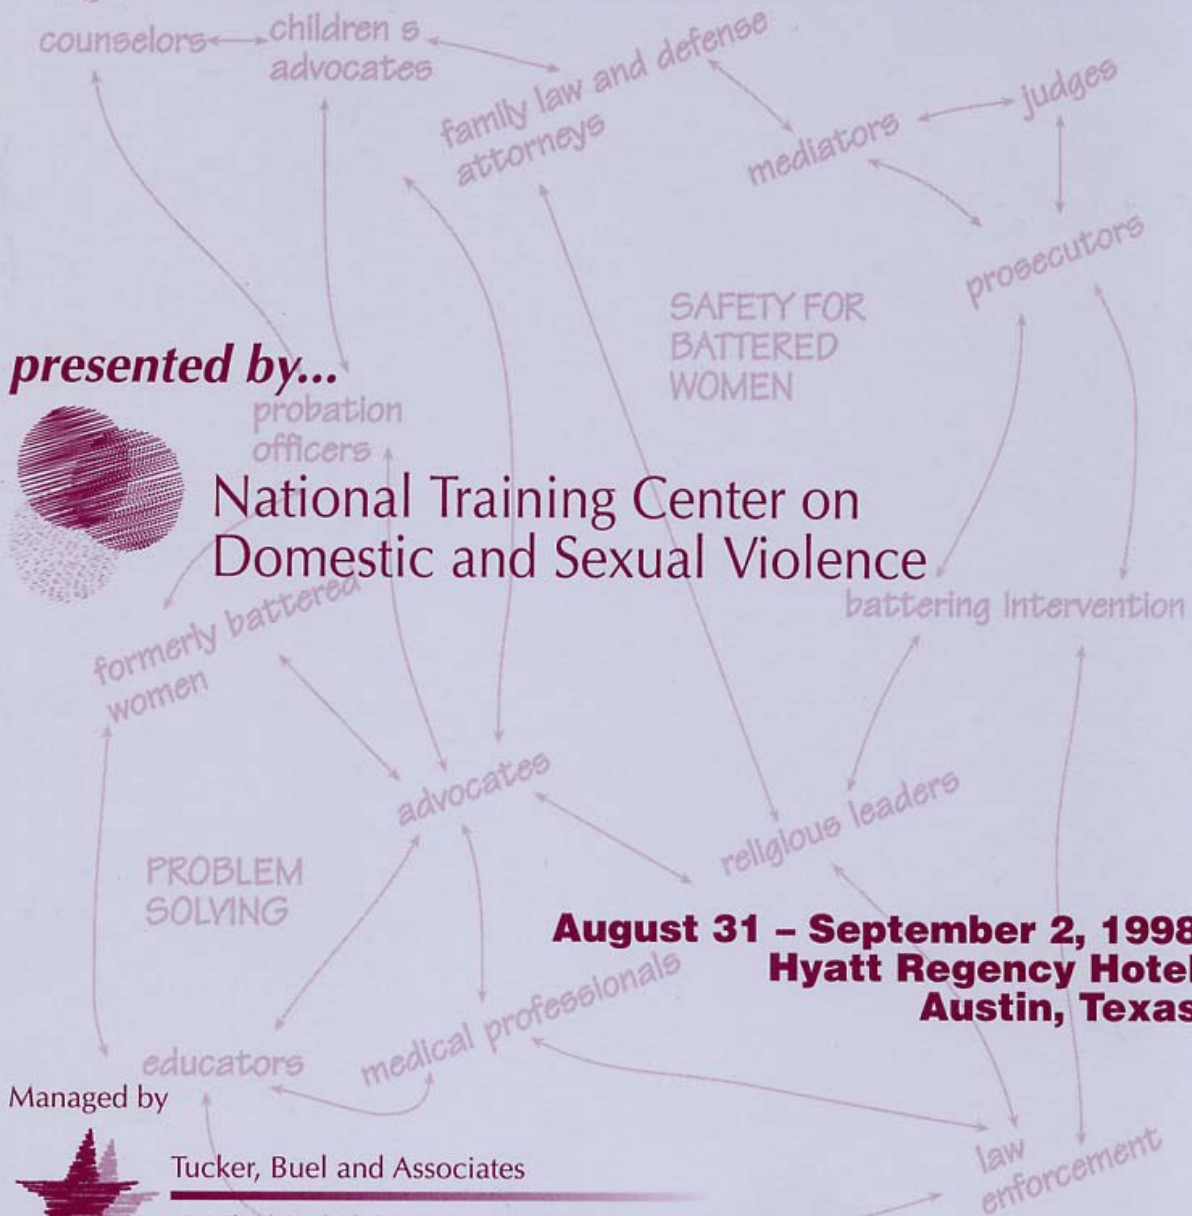 counselors
children s
advocates
family law and defense
attorneys
mediators
judges
prosecutors
SAFETY FOR
BATTERED
WOMEN
presented by...
probation
officers
National Training Center on
Domestic and Sexual Violence
formerly battered
women
battering intervention
advocates
religious leaders
PROBLEM
SOLVING
August 31 – September 2, 1998
Hyatt Regency Hotel
Austin, Texas
medical professionals
educators
Managed by
law
enforcement
Tucker, Buel and Associates